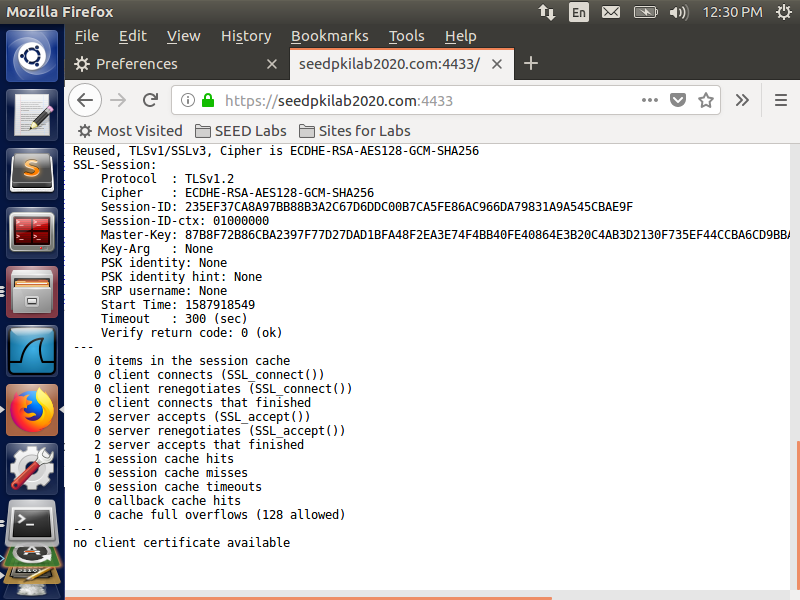 Mozilla Firefox
En
12:30 PM
File Edit View History Bookmarks Tools Help
Preferences
seedpkilab2020.com:4433/
https://seedpkilab2020.com:4433
Most Visited
SEED Labs
Sites for Labs
Reused, TLSv1/SSLv3, Cipher is ECDHE-RSA-AES128-GCM-SHA256
SSL-Session:
Protocol : TLSv1.2
Cipher : ECDHE-RSA-AES128-GCM-SHA256
Session-ID: 235EF37CA8A97BB88B3A2C67D6DDC00B7CA5FE86AC966DA79831A9A545CBAE9F
Session-ID-ctx: 01000000
Master-Key: 87B8F72B86CBA2397F77D27DAD1BFA48F2EA3E74F4BB40FE40864E3B20C4AB3D2130F735EF44CCBA6CD9BBA
Key-Arg : None
PSK identity: None
PSK identity hint: None
SRP username: None
Start Time: 1587918549
Timeout : 300 (sec)
Verify return code: 0 (ok)
---
0 items in the session cache
0 client connects (SSL_connect())
0 client renegotiates (SSL_connect())
0 client connects that finished
2 server accepts (SSL_accept())
0 server renegotiates (SSL_accept())
2 server accepts that finished
1 session cache hits
0 session cache misses
0 session cache timeouts
0 callback cache hits
0 cache full overflows (128 allowed)
---
no client certificate available